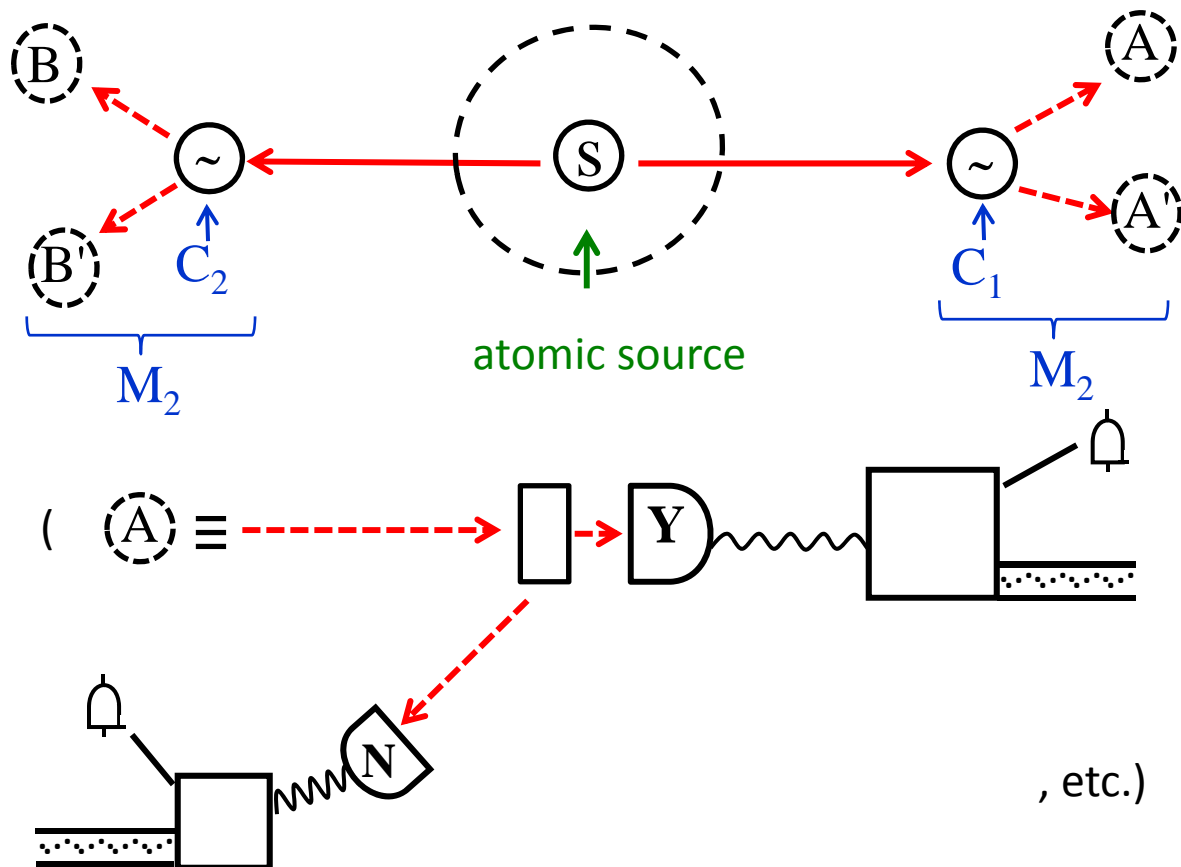 B A
~ S ~
B' C₂ C₁ A'
M₂ atomic source M₂
( A ≡ Y
N
, etc.)